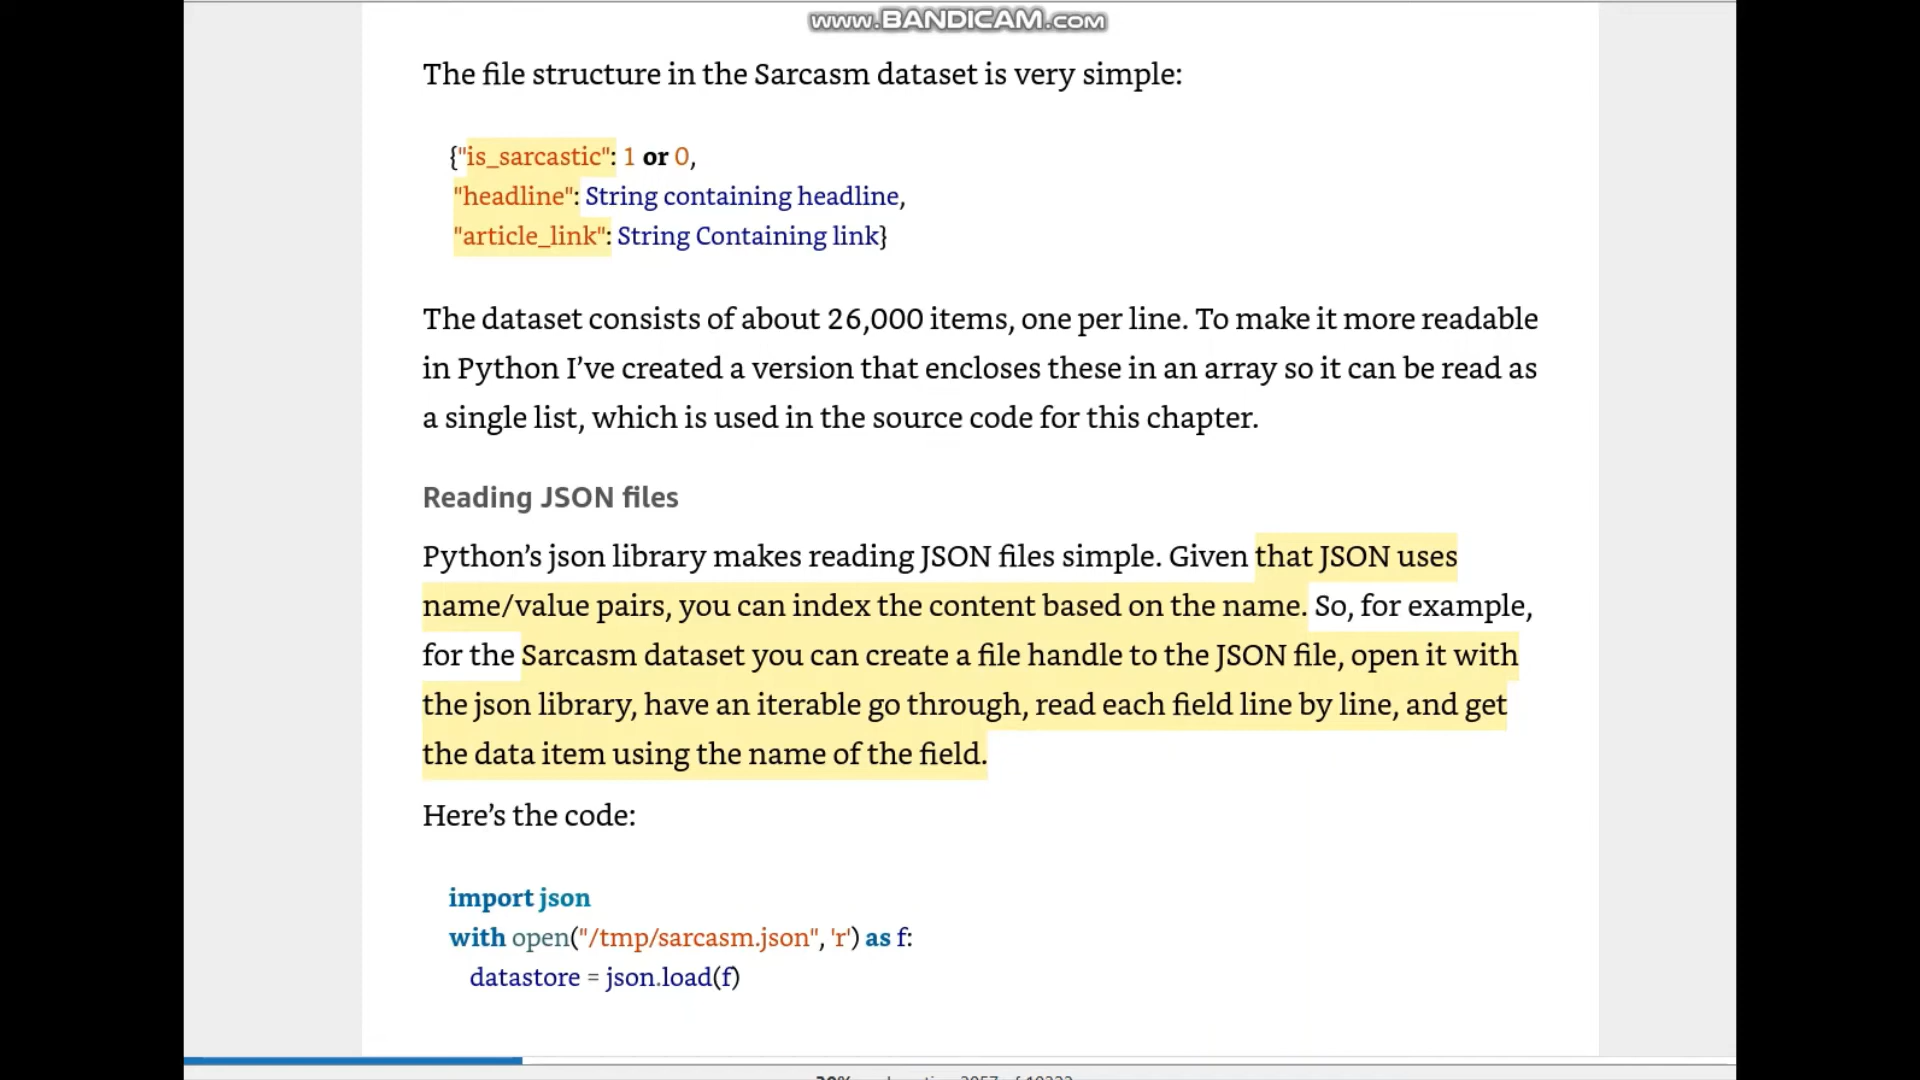 www.BANDICAM.com
The file structure in the Sarcasm dataset is very simple:
{"is_sarcastic": 1 or 0,
"headline": String containing headline,
"article_link": String Containing link}
The dataset consists of about 26,000 items, one per line. To make it more readable
in Python I’ve created a version that encloses these in an array so it can be read as
a single list, which is used in the source code for this chapter.
Reading JSON files
Python’s json library makes reading JSON files simple. Given that JSON uses
name/value pairs, you can index the content based on the name. So, for example,
for the Sarcasm dataset you can create a file handle to the JSON file, open it with
the json library, have an iterable go through, read each field line by line, and get
the data item using the name of the field.
Here’s the code:
import json
with open("/tmp/sarcasm.json", 'r') as f:
datastore = json.load(f)